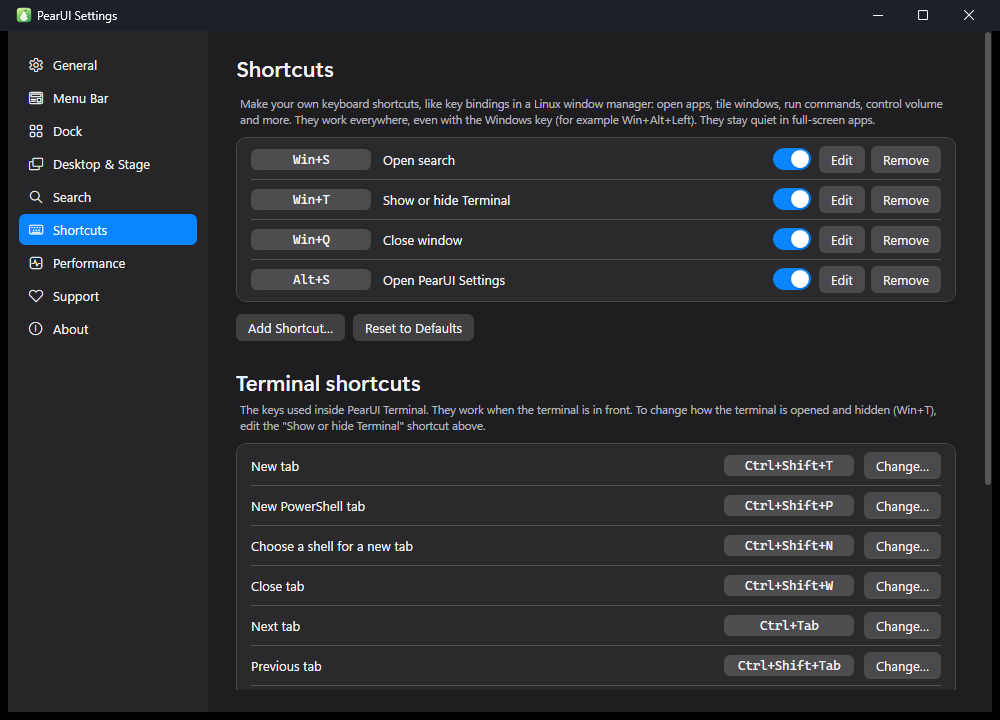 PearUI Settings
General
Menu Bar
Dock
Desktop & Stage
Search
Shortcuts
Performance
Support
About
Shortcuts
Make your own keyboard shortcuts, like key bindings in a Linux window manager: open apps, tile windows, run commands, control volume
and more. They work everywhere, even with the Windows key (for example Win+Alt+Left). They stay quiet in full-screen apps.
Win+S Open search Edit Remove
Win+T Show or hide Terminal Edit Remove
Win+Q Close window Edit Remove
Alt+S Open PearUI Settings Edit Remove
Add Shortcut... Reset to Defaults
Terminal shortcuts
The keys used inside PearUI Terminal. They work when the terminal is in front. To change how the terminal is opened and hidden (Win+T),
edit the "Show or hide Terminal" shortcut above.
New tab Ctrl+Shift+T Change...
New PowerShell tab Ctrl+Shift+P Change...
Choose a shell for a new tab Ctrl+Shift+N Change...
Close tab Ctrl+Shift+W Change...
Next tab Ctrl+Tab Change...
Previous tab Ctrl+Shift+Tab Change...